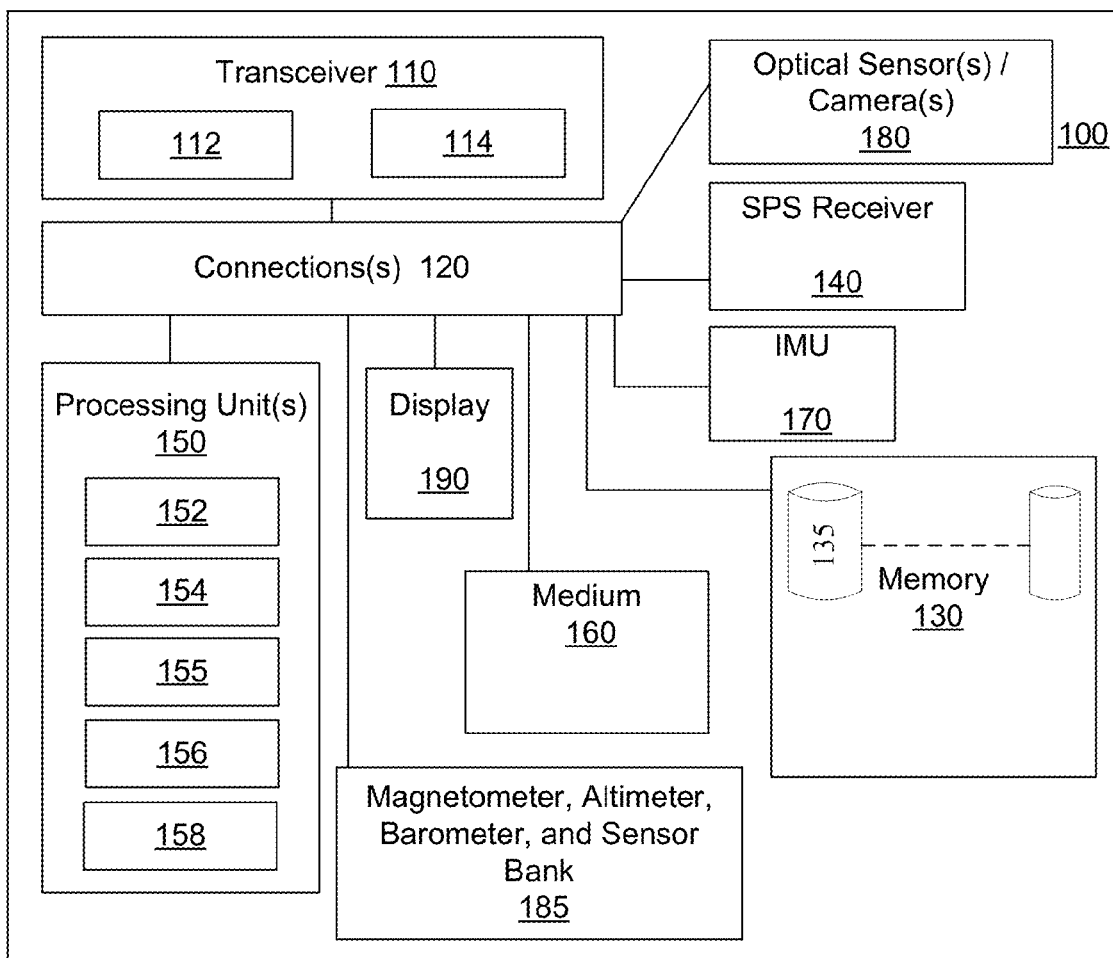 Transceiver 110
112
114
Optical Sensor(s) /
Camera(s)
180
100
SPS Receiver
140
Connections(s) 120
IMU
170
Processing Unit(s)
150
152
154
155
156
158
Display
190
Medium
160
135
Memory
130
Magnetometer, Altimeter,
Barometer, and Sensor
Bank
185